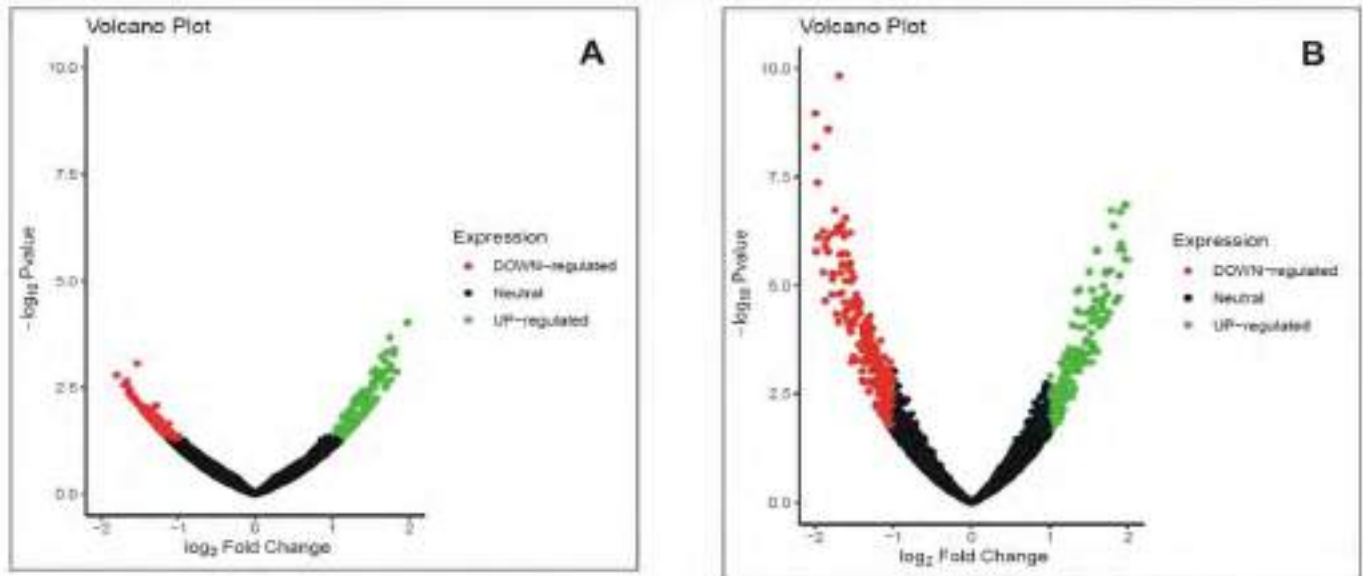 Volcano Plot
A
10.0
7.5
5.0
2.5
0.0
-log10 Pvalue
-2 -1 0 1 2
log2 Fold Change
Expression
DOWN-regulated
Neutral
UP-regulated
Volcano Plot
B
10.0
7.5
5.0
2.5
0.0
-log10 Pvalue
-2 -1 0 1 2
log2 Fold Change
Expression
DOWN-regulated
Neutral
UP-regulated